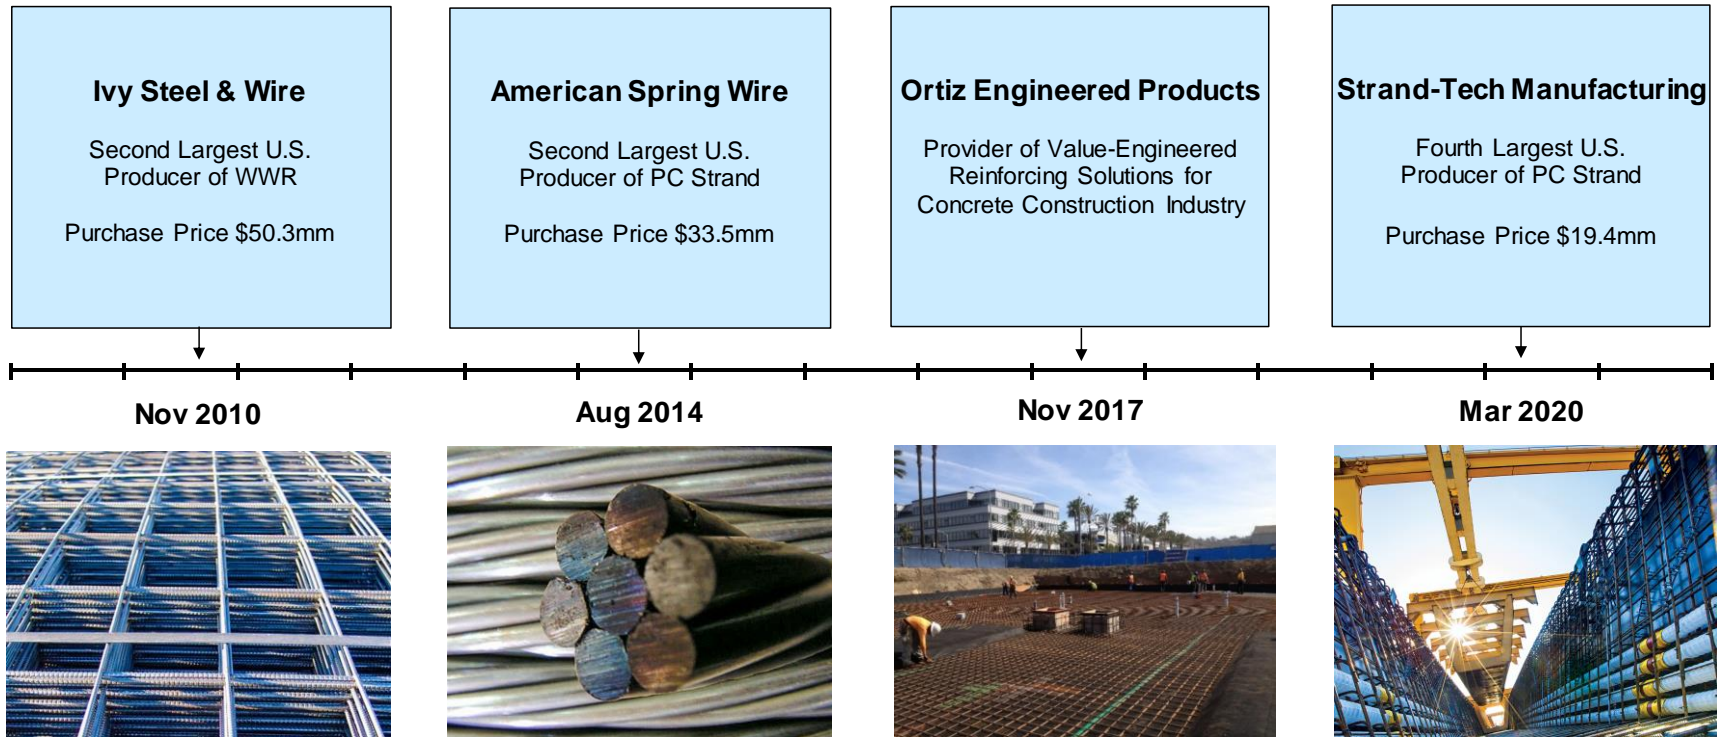 Ivy Steel & Wire
Second Largest U.S.
Producer of WWR
Purchase Price $50.3mm
American Spring Wire
Second Largest U.S.
Producer of PC Strand
Purchase Price $33.5mm
Ortiz Engineered Products
Provider of Value-Engineered
Reinforcing Solutions for
Concrete Construction Industry
Strand-Tech Manufacturing
Fourth Largest U.S.
Producer of PC Strand
Purchase Price $19.4mm
Nov 2010
Aug 2014
Nov 2017
Mar 2020